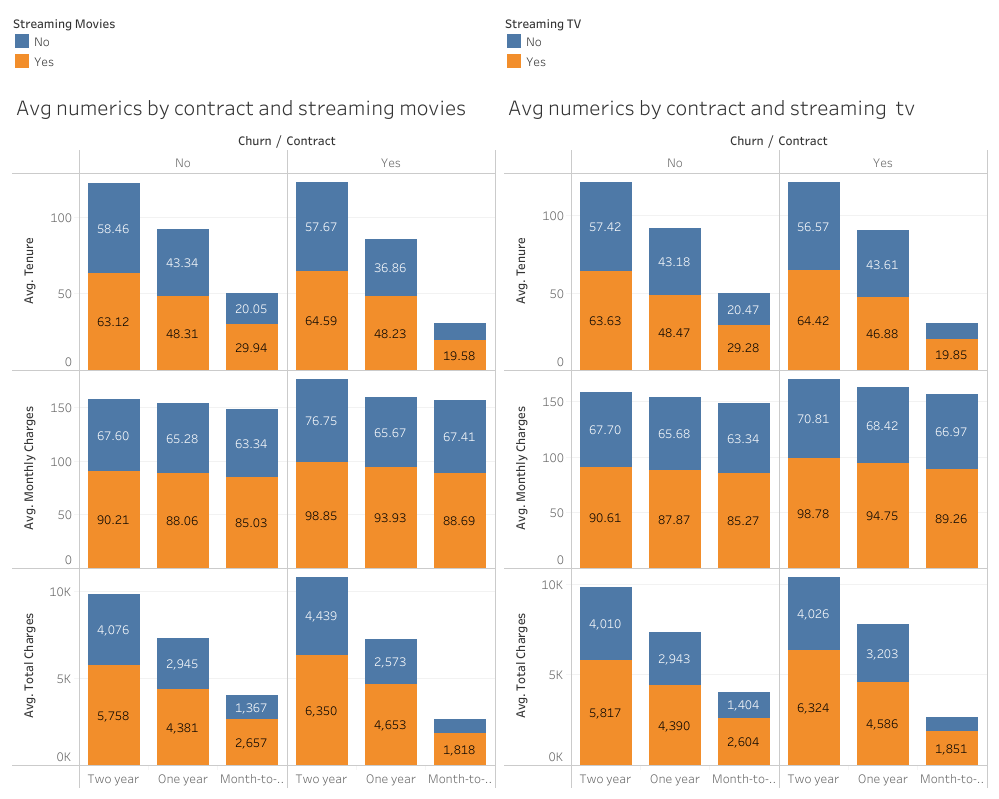 Streaming Movies
No
Yes
Streaming TV
No
Yes
Avg numerics by contract and streaming movies
Churn / Contract
No
Yes
Avg. Tenure
100
50
0
58.46
43.34
20.05
57.67
36.86
63.12
48.31
29.94
64.59
48.23
19.58
Avg. Monthly Charges
150
100
50
0
67.60
65.28
63.34
76.75
65.67
67.41
90.21
88.06
85.03
98.85
93.93
88.69
Avg. Total Charges
10K
5K
0K
4,076
2,945
1,367
4,439
2,573
5,758
4,381
2,657
6,350
4,653
1,818
Two year
One year
Month-to-..
Two year
One year
Month-to-..
Avg numerics by contract and streaming tv
Churn / Contract
No
Yes
Avg. Tenure
100
50
0
57.42
43.18
20.47
56.57
43.61
63.63
48.47
29.28
64.42
46.88
19.85
Avg. Monthly Charges
150
100
50
0
67.70
65.68
63.34
70.81
68.42
66.97
90.61
87.87
85.27
98.78
94.75
89.26
Avg. Total Charges
10K
5K
0K
4,010
2,943
1,404
4,026
3,203
5,817
4,390
2,604
6,324
4,586
1,851
Two year
One year
Month-to-..
Two year
One year
Month-to-..